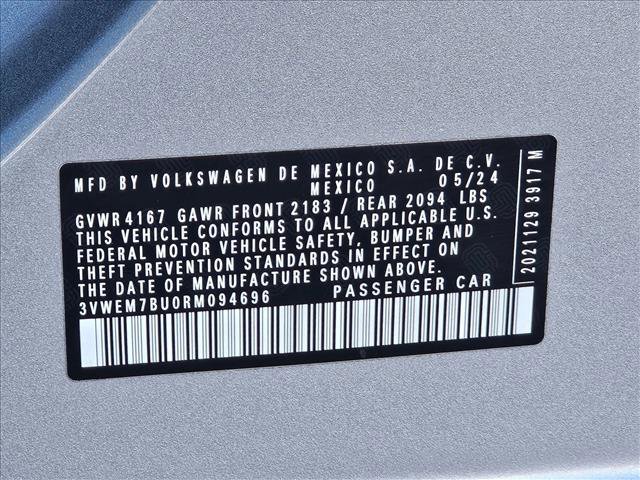 MFD BY VOLKSWAGEN DE MEXICO S.A. DE C.V.
MEXICO 05/24
GVWR 4167 GAWR FRONT 2183 / REAR 2094 LBS
THIS VEHICLE CONFORMS TO ALL APPLICABLE U.S.
FEDERAL MOTOR VEHICLE SAFETY, BUMPER AND
THEFT PREVENTION STANDARDS IN EFFECT ON
THE DATE OF MANUFACTURE SHOWN ABOVE.
3VWEM7BU0RM094696 PASSENGER CAR
2021129 3917 M